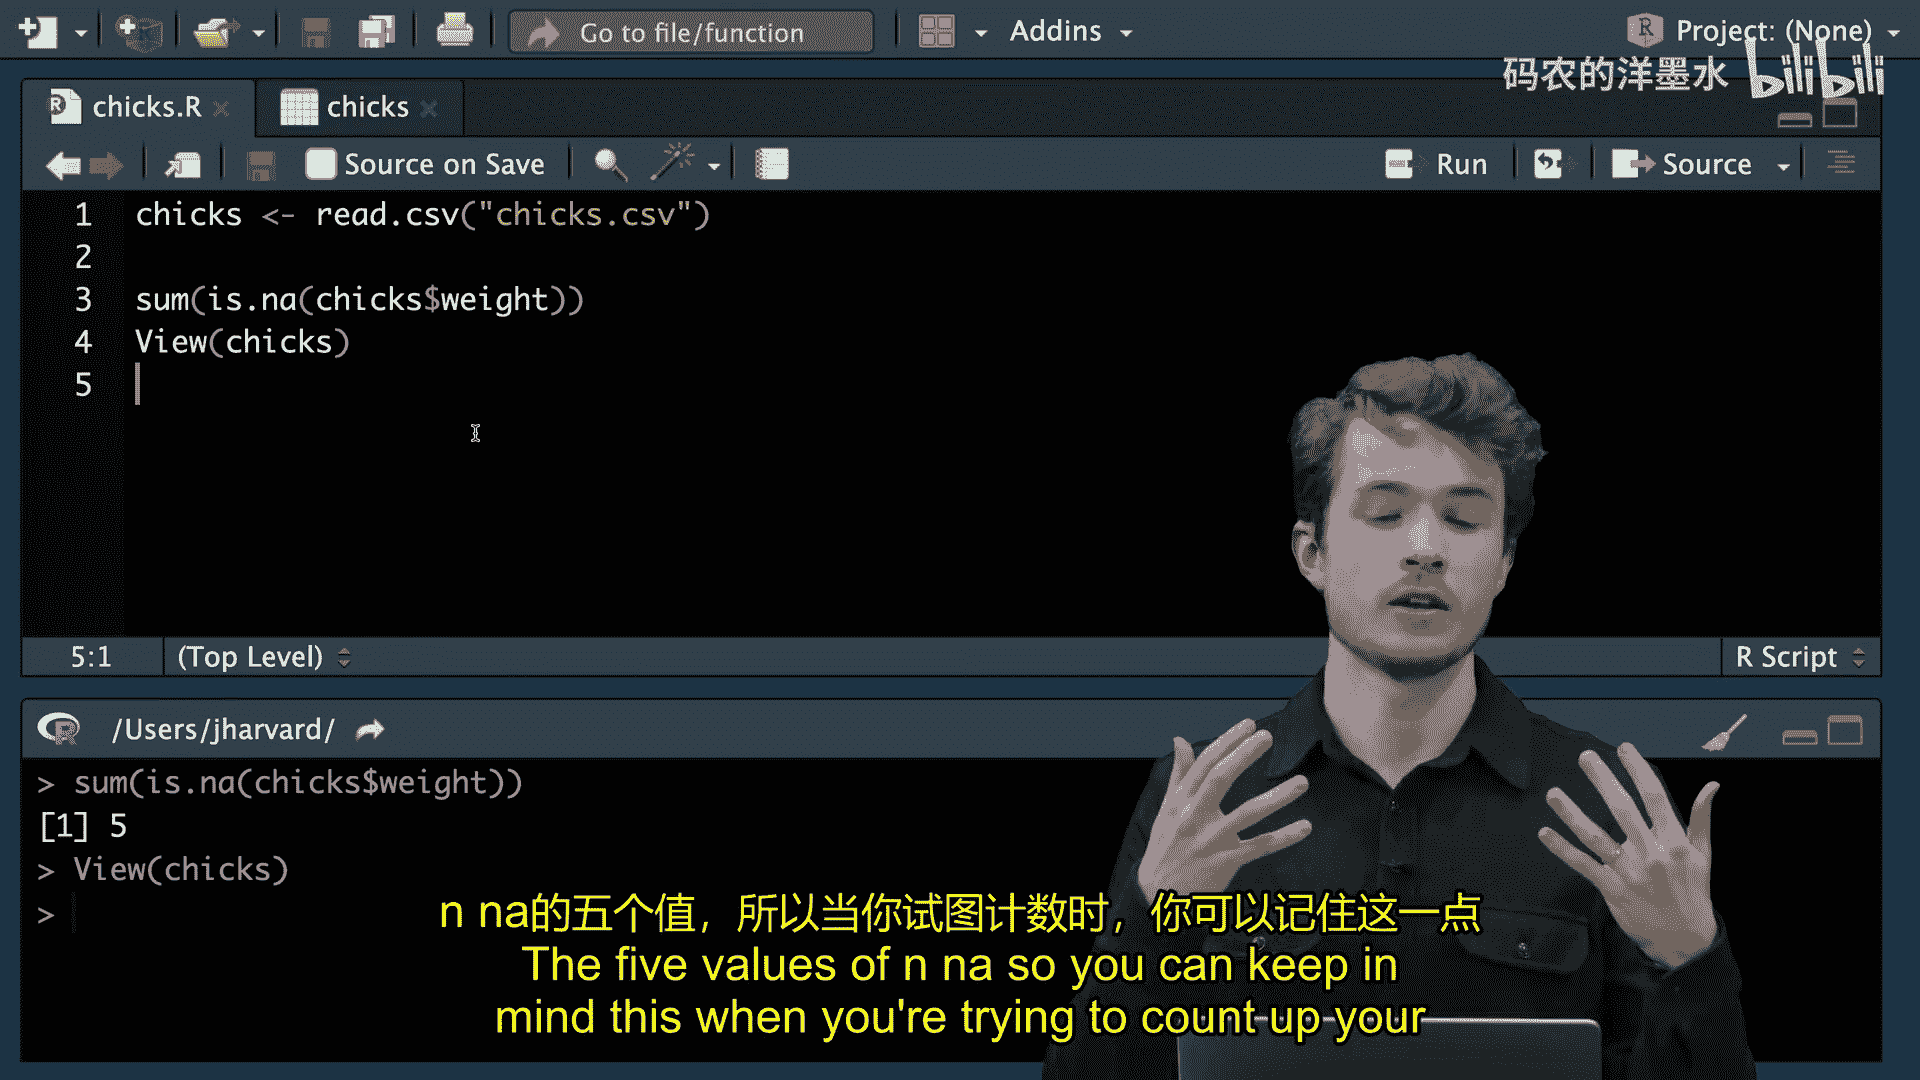 Go to file/function
Addins
Project: (None)
码农的洋墨水 bilibili
chicks.R
chicks
Source on Save
Run
Source
1 chicks <- read.csv("chicks.csv")
2
3 sum(is.na(chicks$weight))
4 View(chicks)
5
5:1
(Top Level)
R Script
/Users/jharvard/
> sum(is.na(chicks$weight))
[1] 5
> View(chicks)
>
n na的五个值，所以当你试图计数时，你可以记住这一点
The five values of n na so you can keep in
mind this when you're trying to count up your